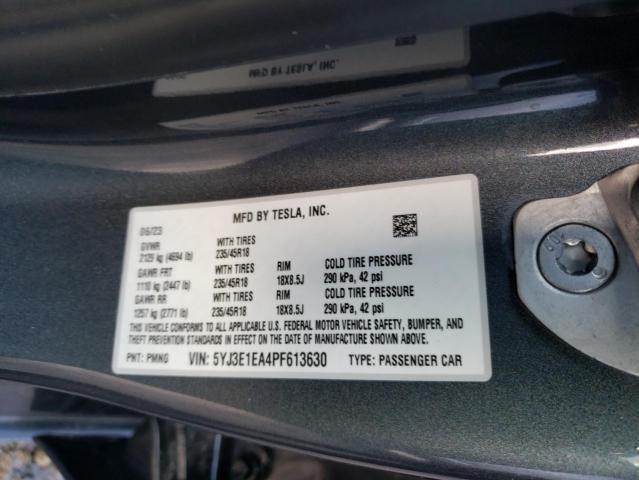 MFD BY TESLA, INC.
06/23
GVWR
2129 kg (4694 lb)
WITH TIRES
235/45R18
GAWR FRT
1110 kg (2447 lb)
WITH TIRES
235/45R18
RIM
18X8.5J
COLD TIRE PRESSURE
290 kPa, 42 psi
GAWR RR
1257 kg (2771 lb)
WITH TIRES
235/45R18
RIM
18X8.5J
COLD TIRE PRESSURE
290 kPa, 42 psi
THIS VEHICLE CONFORMS TO ALL APPLICABLE U.S. FEDERAL MOTOR VEHICLE SAFETY, BUMPER, AND
THEFT PREVENTION STANDARDS IN EFFECT ON THE DATE OF MANUFACTURE SHOWN ABOVE.
PNT: PMNG VIN: 5YJ3E1EA4PF613630 TYPE: PASSENGER CAR